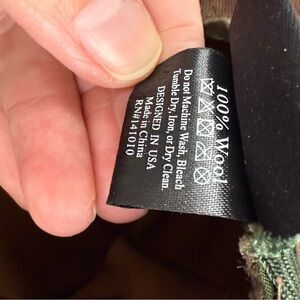 100% Wool
Do not Machine Wash, Bleach
Tumble Dry, Iron, or Dry Clean.
DESIGNED IN USA
Made in China
RN#141010